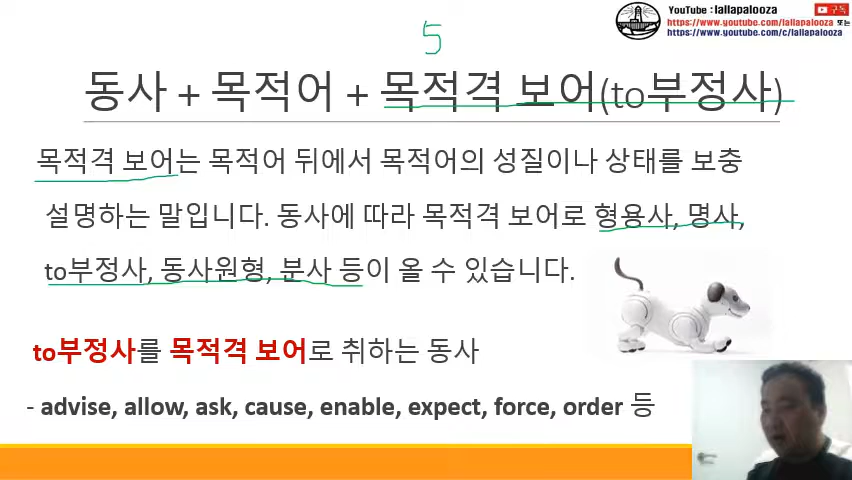 YouTube : lallapalooza 구독
https://www.youtube.com/lallapalooza 또는
https://www.youtube.com/c/lallapalooza
5
동사 + 목적어 + 목적격 보어(to부정사)
목적격 보어는 목적어 뒤에서 목적어의 성질이나 상태를 보충
설명하는 말입니다. 동사에 따라 목적격 보어로 형용사, 명사,
to부정사, 동사원형, 분사 등이 올 수 있습니다.
to부정사를 목적격 보어로 취하는 동사
- advise, allow, ask, cause, enable, expect, force, order 등